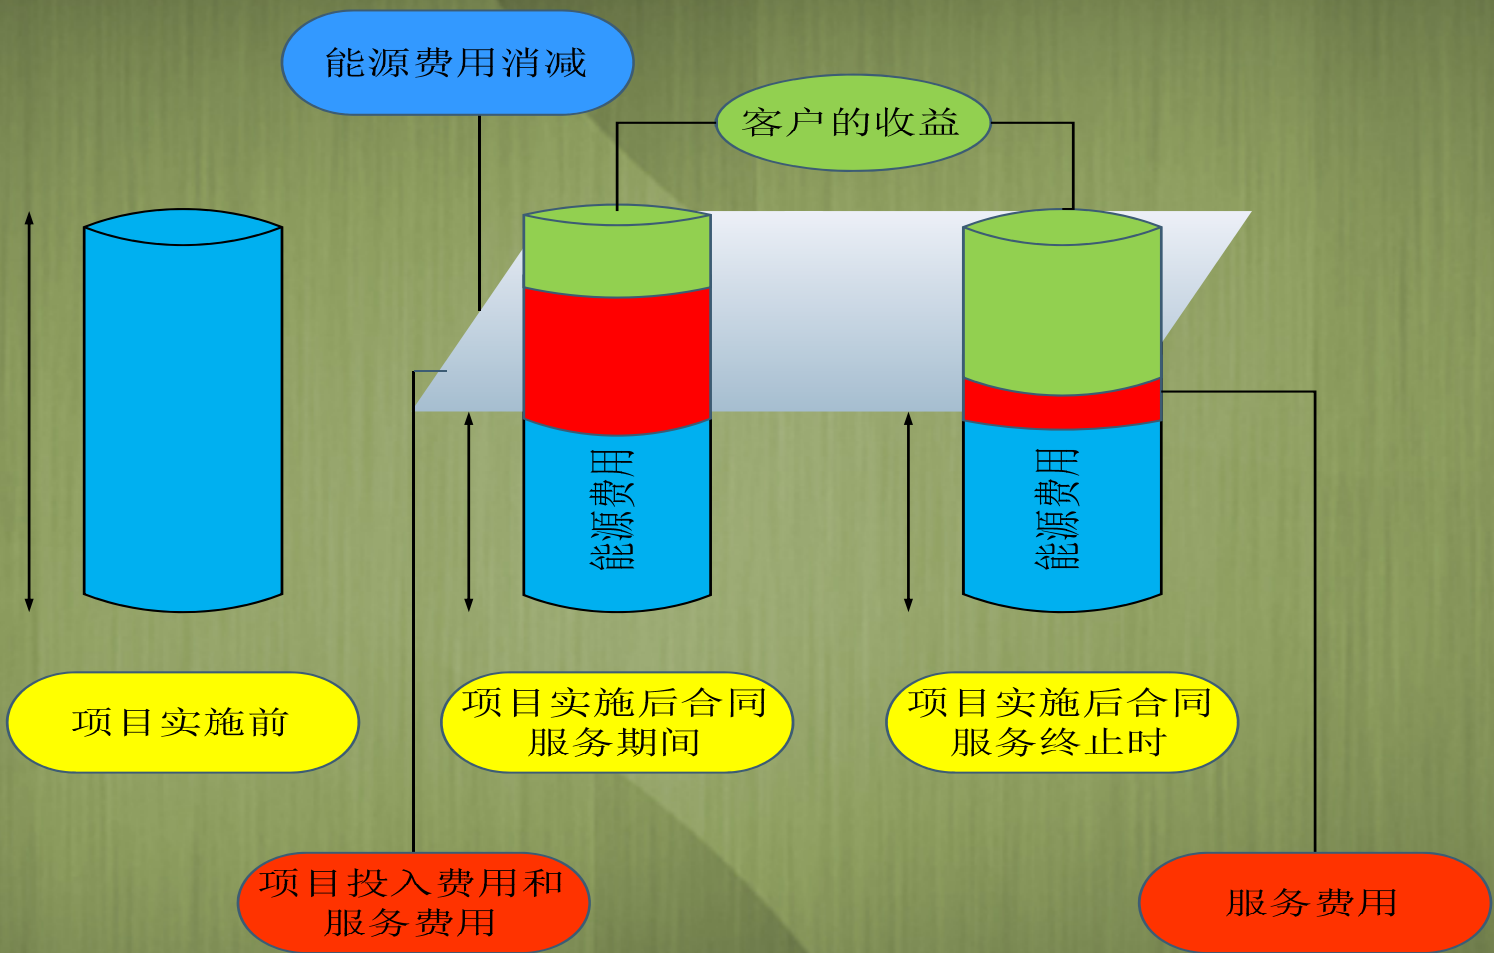 能源费用消减
客户的收益
能源费用
能源费用
项目实施前
项目实施后合同
服务期间
项目实施后合同
服务终止时
项目投入费用和
服务费用
服务费用